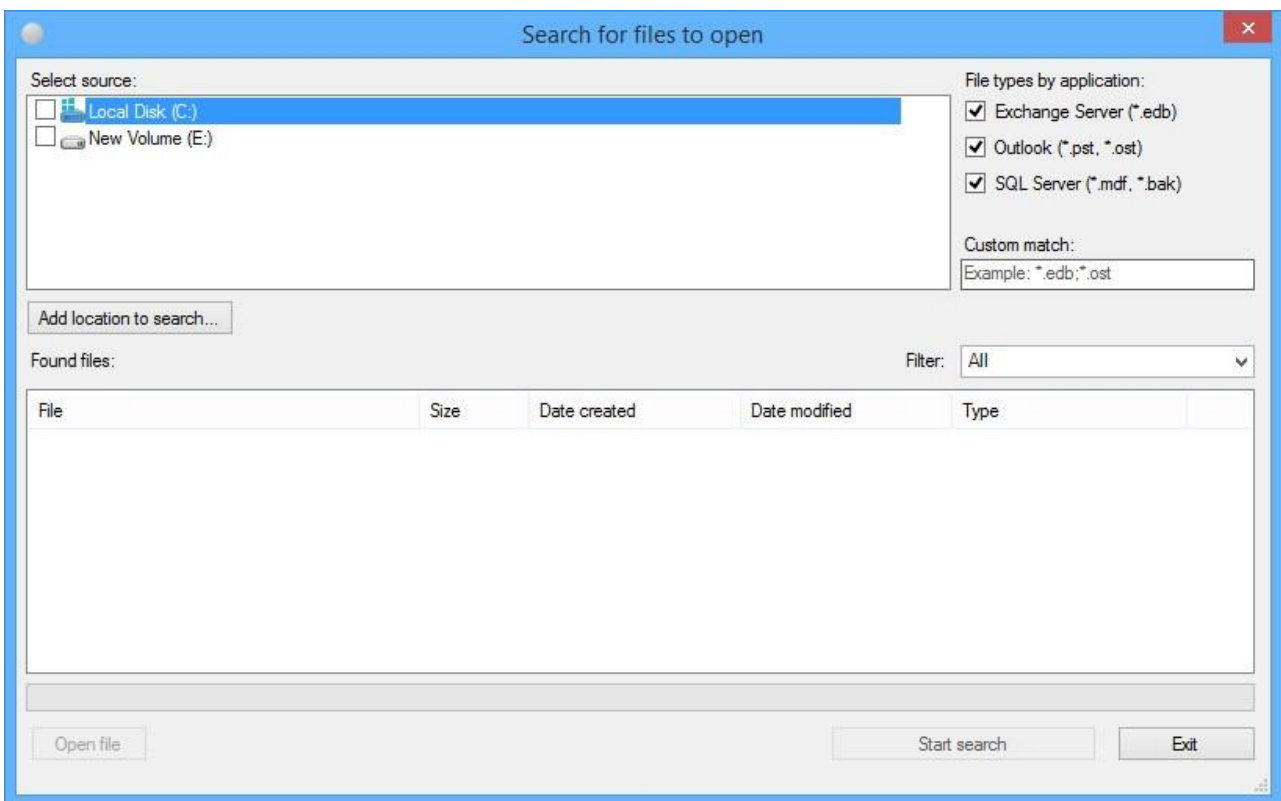 Search for files to open
Select source:
Local Disk (C:)
New Volume (E:)
File types by application:
Exchange Server (*.edb)
Outlook (*.pst, *.ost)
SQL Server (*.mdf, *.bak)
Custom match:
Example: *.edb;*.ost
Add location to search...
Found files:
Filter: All
File Size Date created Date modified Type
Open file Start search Exit